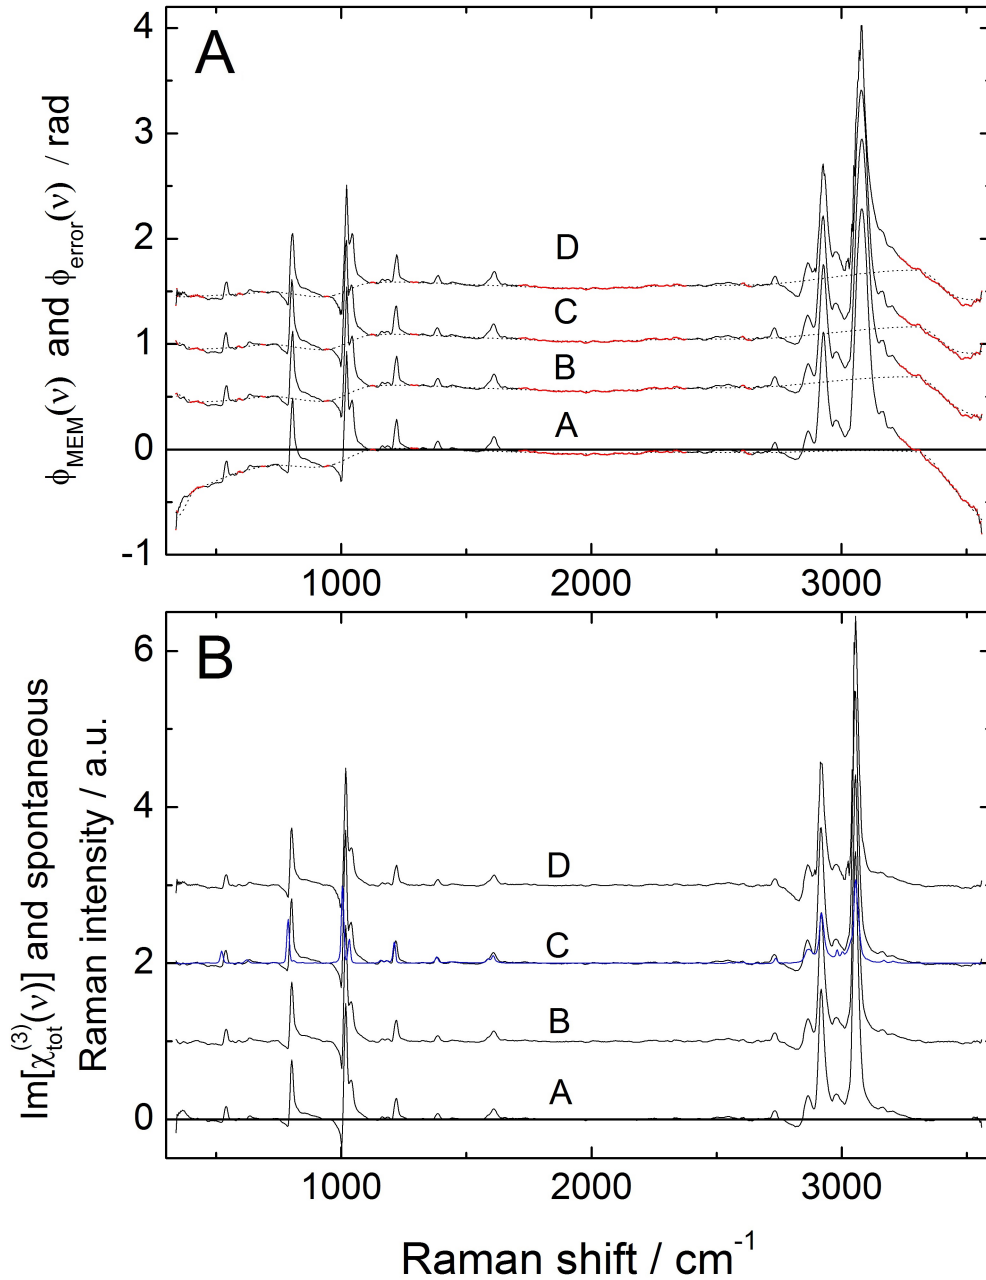 A
4
3
2
1
0
-1
D
C
B
A
1000 2000 3000
ϕMEM(ν) and ϕerror(ν) / rad
B
6
4
2
0
D
C
B
A
1000 2000 3000
Im[χtot(3)(ν)] and spontaneous
Raman intensity / a.u.
Raman shift / cm-1